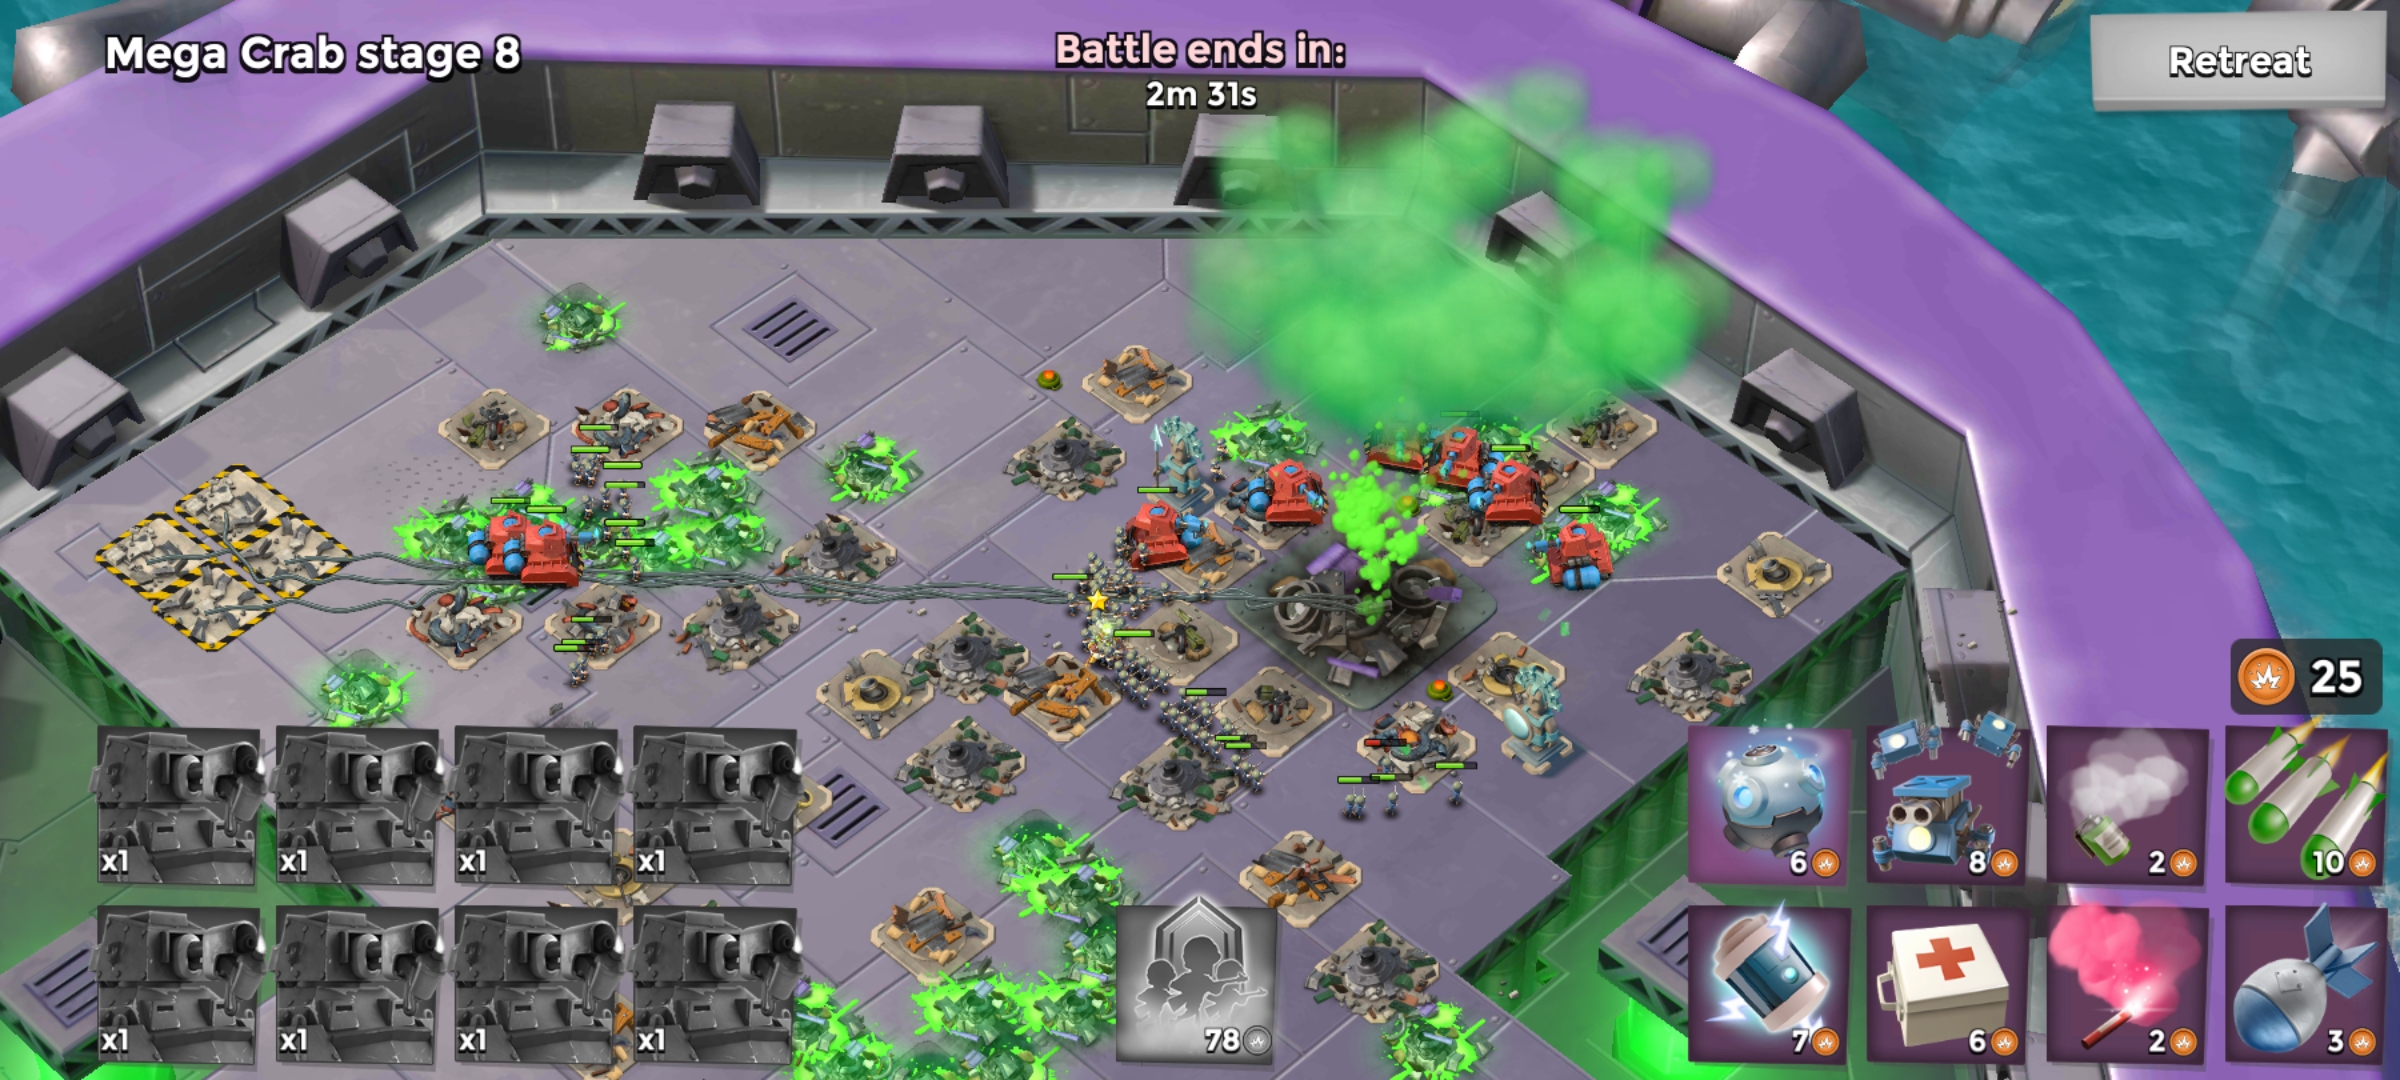 Mega Crab stage 8
Battle ends in:
2m 31s
Retreat
25
x1 x1 x1 x1
6 8 2 10
x1 x1 x1 x1
78
7 6 2 3